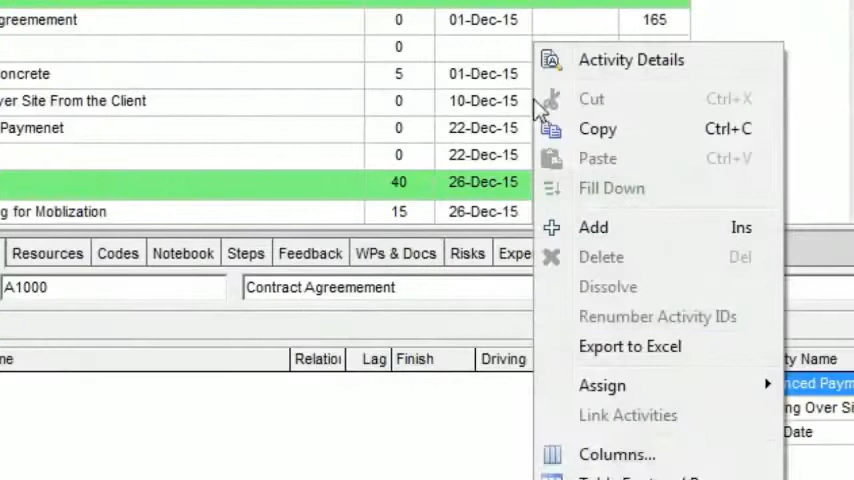 greemement 0 01-Dec-15 165
0
oncrete 5 01-Dec-15
ver Site From the Client 0 10-Dec-15
Paymenet 0 22-Dec-15
0 22-Dec-15
40 26-Dec-15
g for Moblization 15 26-Dec-15
Activity Details
Cut Ctrl+X
Copy Ctrl+C
Paste Ctrl+V
Fill Down
Add Ins
Delete Del
Dissolve
Renumber Activity IDs
Export to Excel
Assign
Link Activities
Columns...
Resources Codes Notebook Steps Feedback WPs & Docs Risks Expe
A1000 Contract Agreemement
me Relatio Lag Finish Driving ty Name
nced Paym
ng Over Si
Date